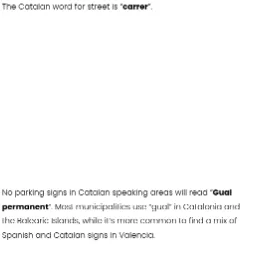 The Catalan word for street is "carrer".
No parking signs in Catalan speaking areas will read "Gual
permanent". Most municipalities use "gual" in Catalonia and
the Balearic Islands, while it's more common to find a mix of
Spanish and Catalan signs in Valencia.